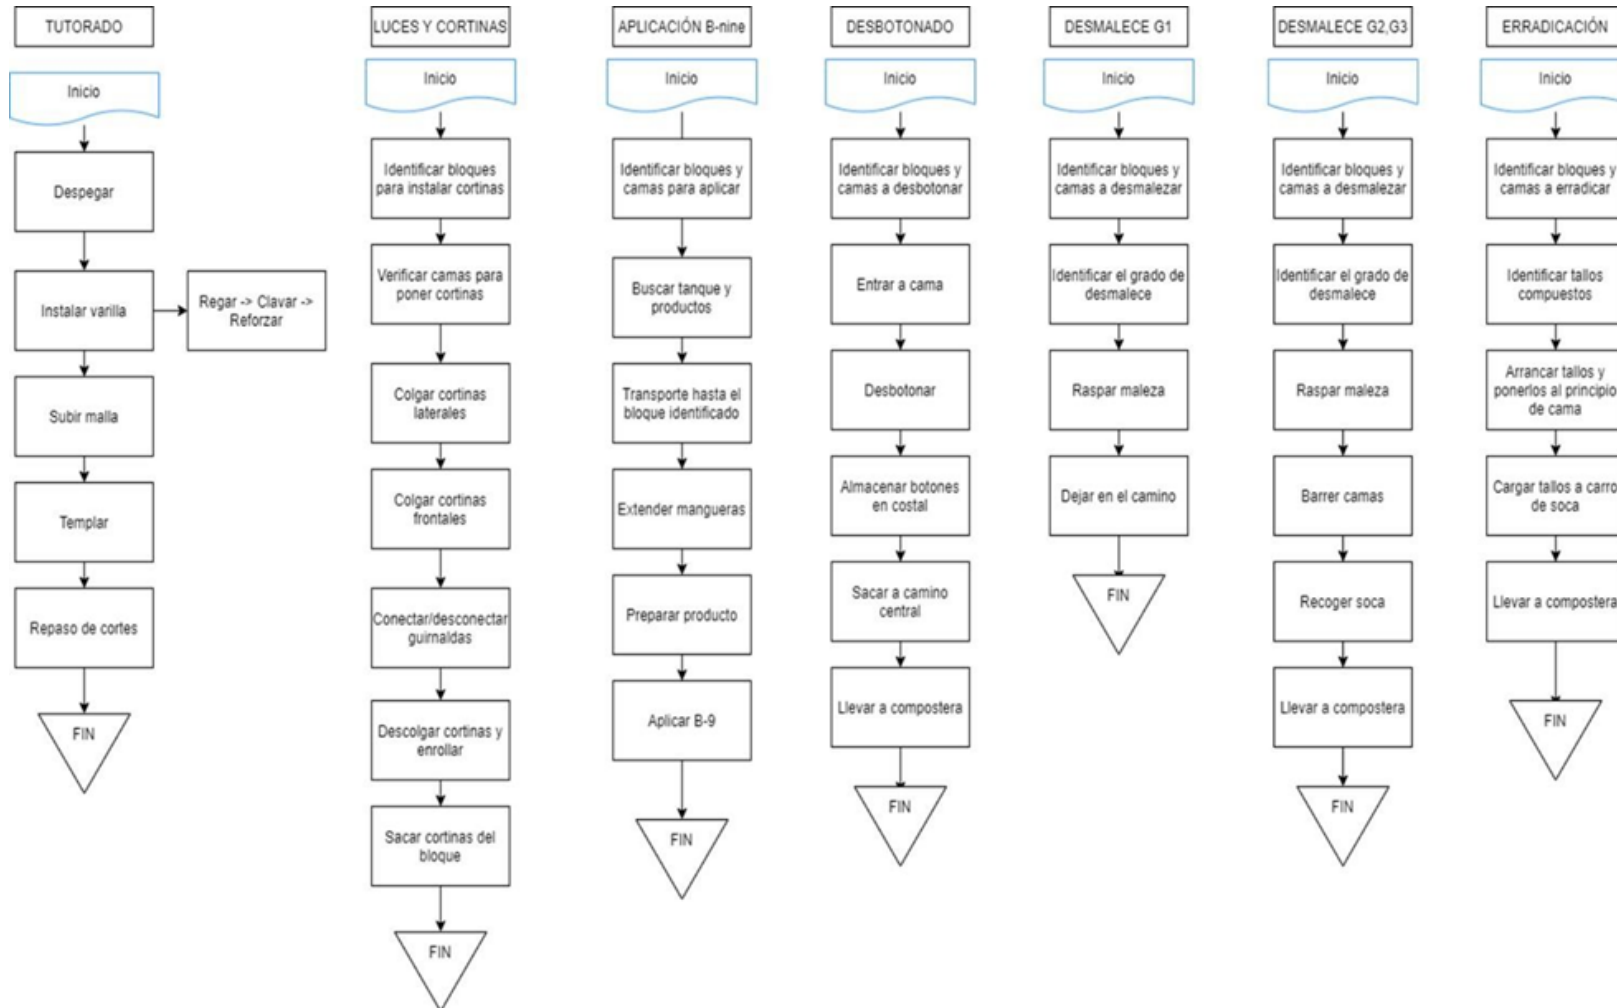 TUTORADO
Inicio
Despegar
Instalar varilla
Regar -> Clavar ->
Reforzar
Subir malla
Templar
Repaso de cortes
FIN
LUCES Y CORTINAS
Inicio
Identificar bloques
para instalar cortinas
Verificar camas para
poner cortinas
Colgar cortinas
laterales
Colgar cortinas
frontales
Conectar/desconectar
guirnaldas
Descolgar cortinas y
enrollar
Sacar cortinas del
bloque
FIN
APLICACIÓN B-nine
Inicio
Identificar bloques y
camas para aplicar
Buscar tanque y
productos
Transporte hasta el
bloque identificado
Extender mangueras
Preparar producto
Aplicar B-9
FIN
DESBOTONADO
Inicio
Identificar bloques y
camas a desbotonar
Entrar a cama
Desbotonar
Almacenar botones
en costal
Sacar a camino
central
Llevar a compostera
FIN
DESMALECE G1
Inicio
Identificar bloques y
camas a desmalezar
Identificar el grado de
desmalece
Raspar maleza
Dejar en el camino
FIN
DESMALECE G2,G3
Inicio
Identificar bloques y
camas a desmalezar
Identificar el grado de
desmalece
Raspar maleza
Barrer camas
Recoger soca
Llevar a compostera
FIN
ERRADICACIÓN
Inicio
Identificar bloques y
camas a erradicar
Identificar tallos
compuestos
Arrancar tallos y
ponerlos al principio
de cama
Cargar tallos a carro
de soca
Llevar a compostera
FIN